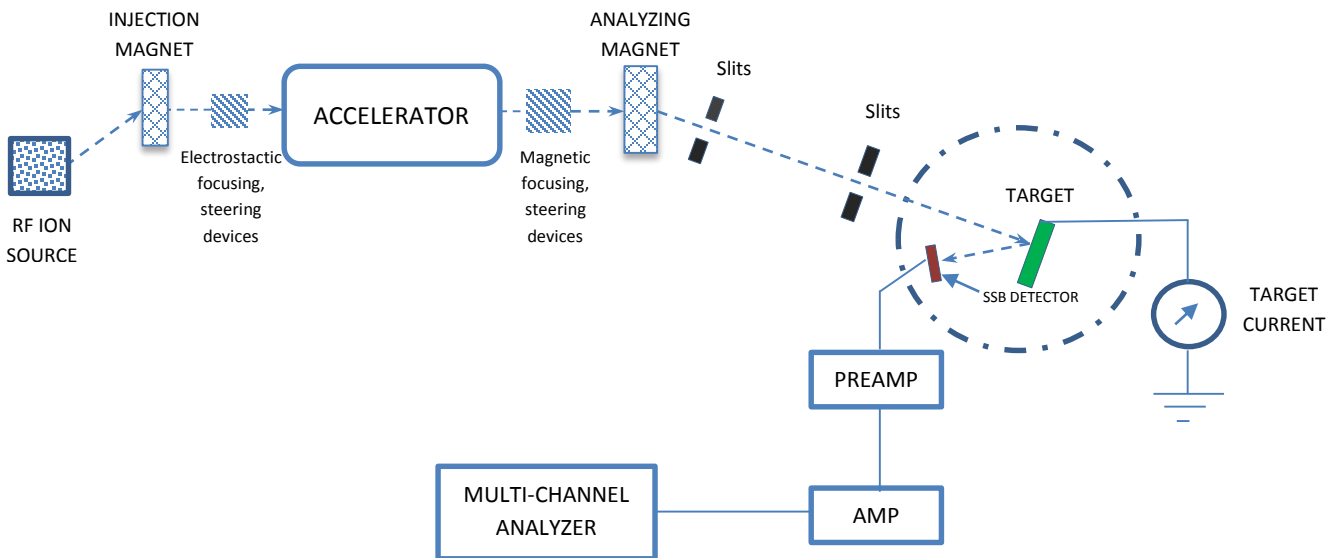 INJECTION
MAGNET
ANALYZING
MAGNET
Slits
Slits
ACCELERATOR
Electrostactic
focusing,
steering
devices
Magnetic
focusing,
steering
devices
RF ION
SOURCE
TARGET
SSB DETECTOR
TARGET
CURRENT
PREAMP
MULTI-CHANNEL
ANALYZER
AMP